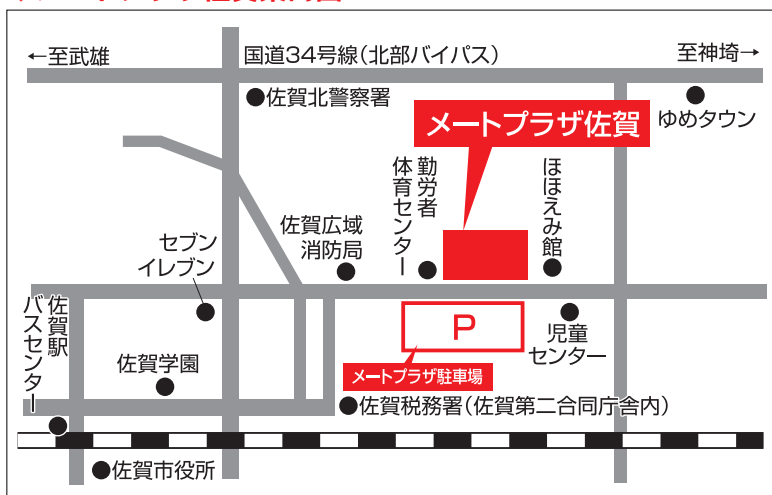 ←至武雄
国道34号線(北部バイパス)
至神埼→
●佐賀北警察署
ゆめタウン
メートプラザ佐賀
勤労者
体育センター
ほほえみ館
佐賀広域
消防局
セブン
イレブン
P
児童
センター
佐賀駅
バスセンター
佐賀学園
メートプラザ駐車場
●佐賀税務署(佐賀第二合同庁舎内)
●佐賀市役所